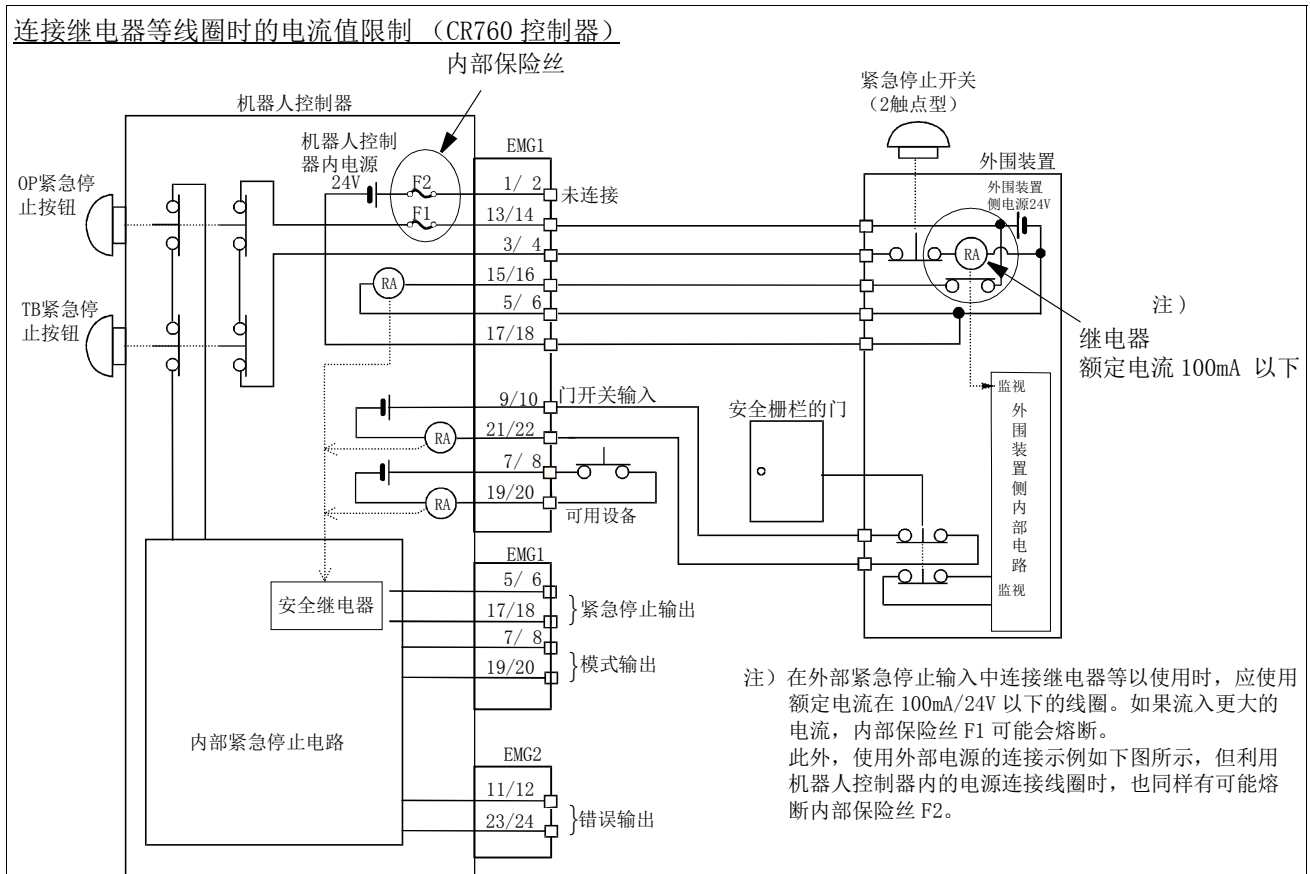 连接继电器等线圈时的电流值限制 （CR760 控制器）
内部保险丝
机器人控制器
机器人控制
器内电源
24V
F2
F1
OP紧急停
止按钮
TB紧急停
止按钮
RA
EMG1
1/ 2
未连接
13/14
3/ 4
15/16
5/ 6
17/18
9/10
门开关输入
21/22
RA
7/ 8
19/20
RA
可用设备
紧急停止开关
（2触点型）
外围装置
外围装置
侧电源24V
RA
注）
继电器
额定电流 100mA 以下
安全栅栏的门
监视
外围装置侧内部电路
监视
安全继电器
内部紧急停止电路
EMG1
5/ 6
17/18
}紧急停止输出
7/ 8
19/20
}模式输出
EMG2
11/12
23/24
}错误输出
注）在外部紧急停止输入中连接继电器等以使用时，应使用
额定电流在 100mA/24V 以下的线圈。如果流入更大的
电流，内部保险丝 F1 可能会熔断。
此外，使用外部电源的连接示例如下图所示，但利用
机器人控制器内的电源连接线圈时，也同样有可能熔
断内部保险丝 F2。